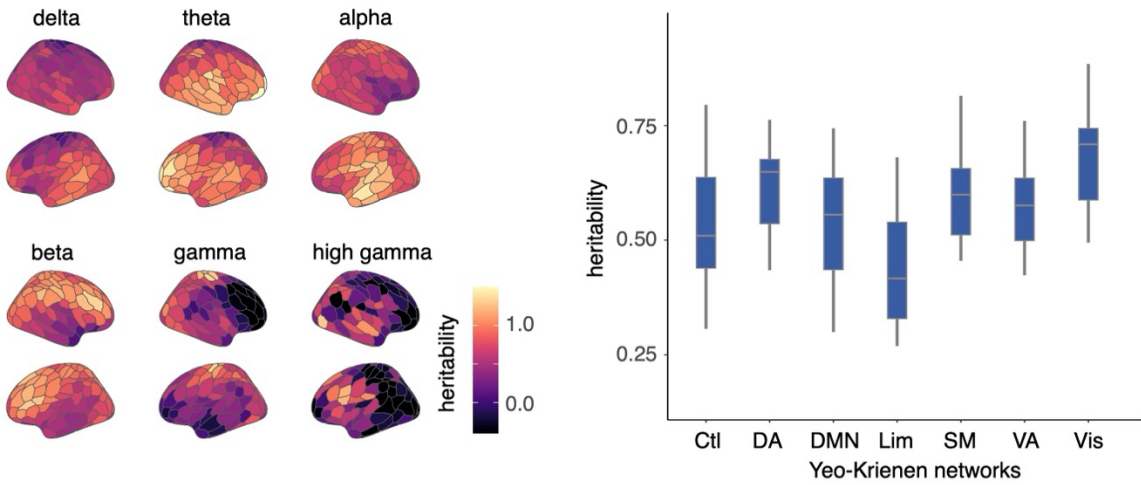 delta theta alpha
beta gamma high gamma
heritability
1.0
0.0
heritability
0.75
0.50
0.25
Ctl DA DMN Lim SM VA Vis
Yeo-Krienen networks